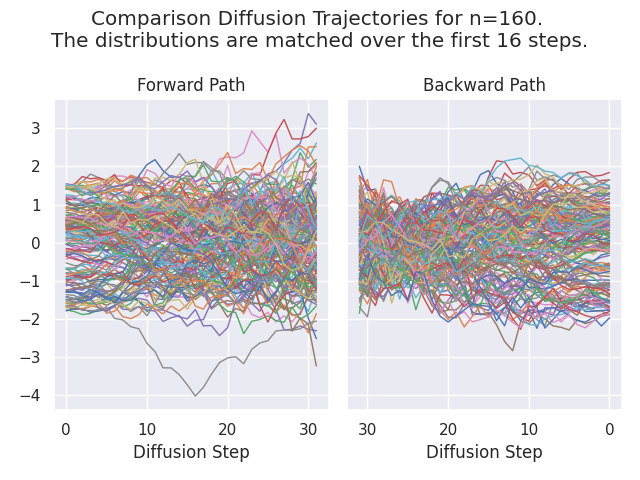 Comparison Diffusion Trajectories for n=160.
The distributions are matched over the first 16 steps.
Forward Path
Backward Path
3
2
1
0
−1
−2
−3
−4
0 10 20 30
30 20 10 0
Diffusion Step
Diffusion Step